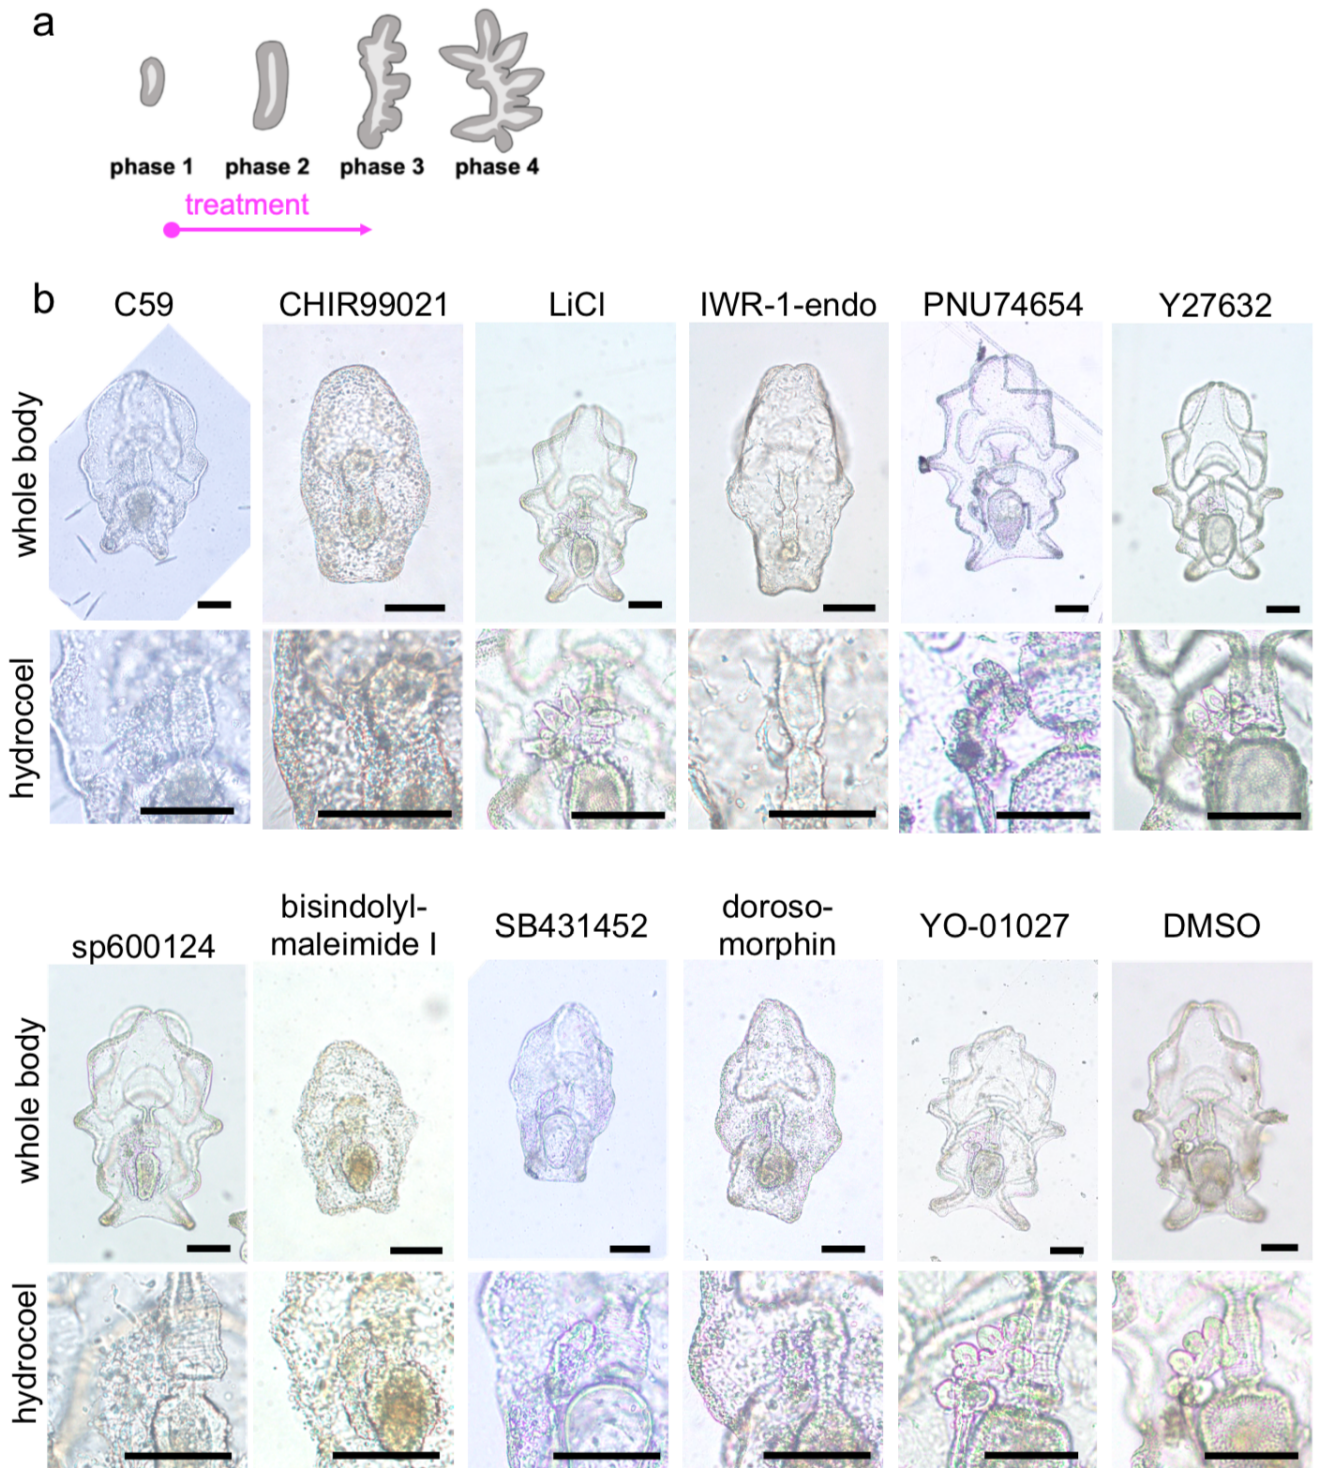 a
phase 1 phase 2 phase 3 phase 4
treatment
b
C59 CHIR99021 LiCl IWR-1-endo PNU74654 Y27632
whole body
hydrocoel
sp600124 bisindolyl-
maleimide I SB431452 doroso-
morphin YO-01027 DMSO
whole body
hydrocoel